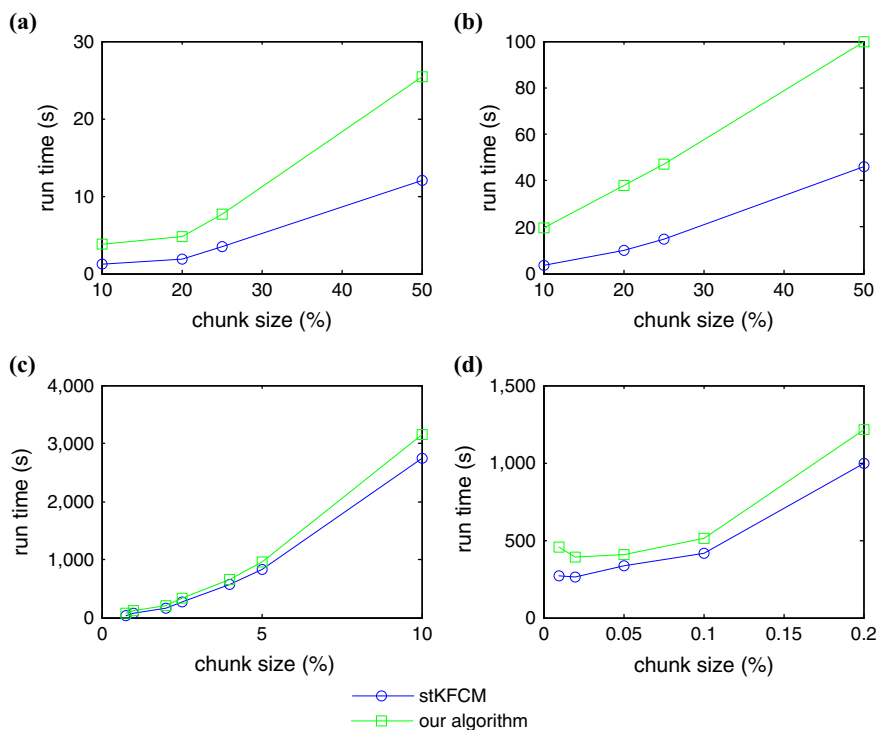 (a)
30
20
10
0
run time (s)
10 20 30 40 50
chunk size (%)
(b)
100
80
60
40
20
0
run time (s)
10 20 30 40 50
chunk size (%)
(c)
4,000
3,000
2,000
1,000
0
run time (s)
0 5 10
chunk size (%)
(d)
1,500
1,000
500
0
run time (s)
0 0.05 0.1 0.15 0.2
chunk size (%)
stKFCM
our algorithm